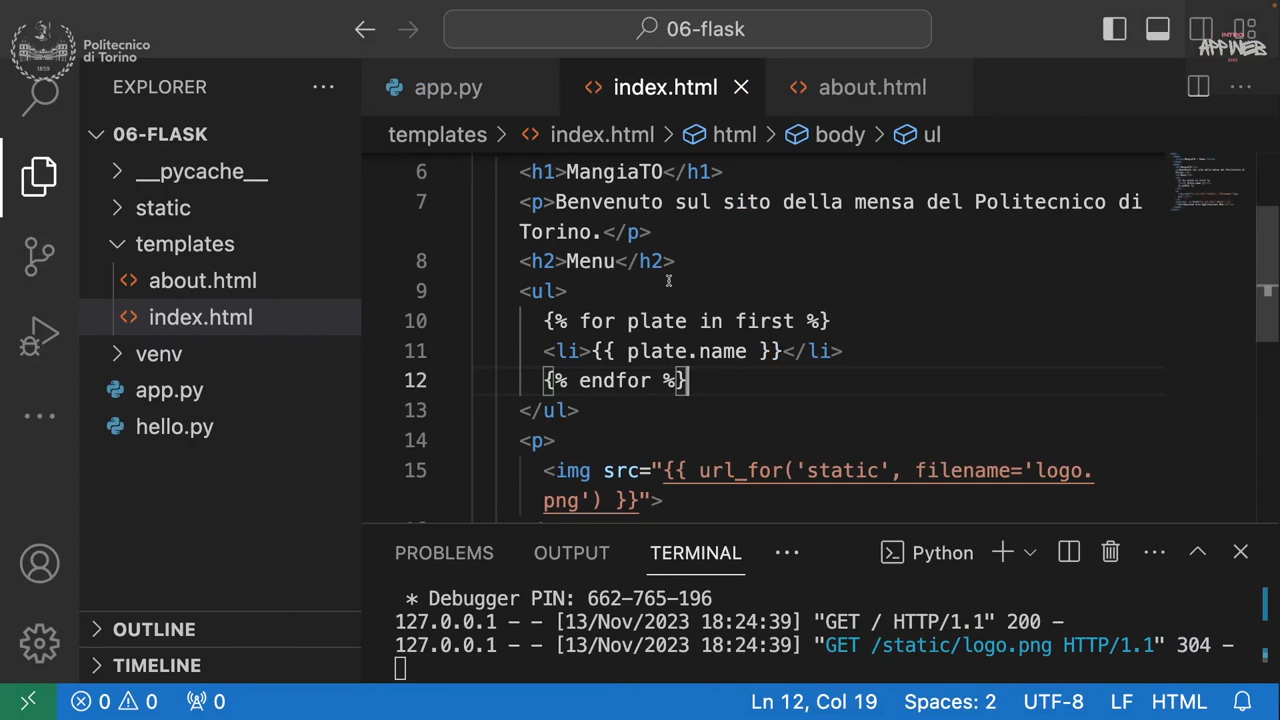 Politecnico
di Torino
1859
06-flask
INTRO
APPINWEB
2023
EXPLORER
06-FLASK
__pycache__
static
templates
about.html
index.html
venv
app.py
hello.py
OUTLINE
TIMELINE
app.py index.html about.html
templates > index.html > html > body > ul
6 <h1>MangiaTO</h1>
7 <p>Benvenuto sul sito della mensa del Politecnico di
Torino.</p>
8 <h2>Menu</h2>
9 <ul>
10 {% for plate in first %}
11 <li>{{ plate.name }}</li>
12 {% endfor %}
13 </ul>
14 <p>
15 <img src="{{ url_for('static', filename='logo.
png') }}">
PROBLEMS OUTPUT TERMINAL ... Python
* Debugger PIN: 662-765-196
127.0.0.1 - - [13/Nov/2023 18:24:39] "GET / HTTP/1.1" 200 -
127.0.0.1 - - [13/Nov/2023 18:24:39] "GET /static/logo.png HTTP/1.1" 304 -
0 0 0 Ln 12, Col 19 Spaces: 2 UTF-8 LF HTML